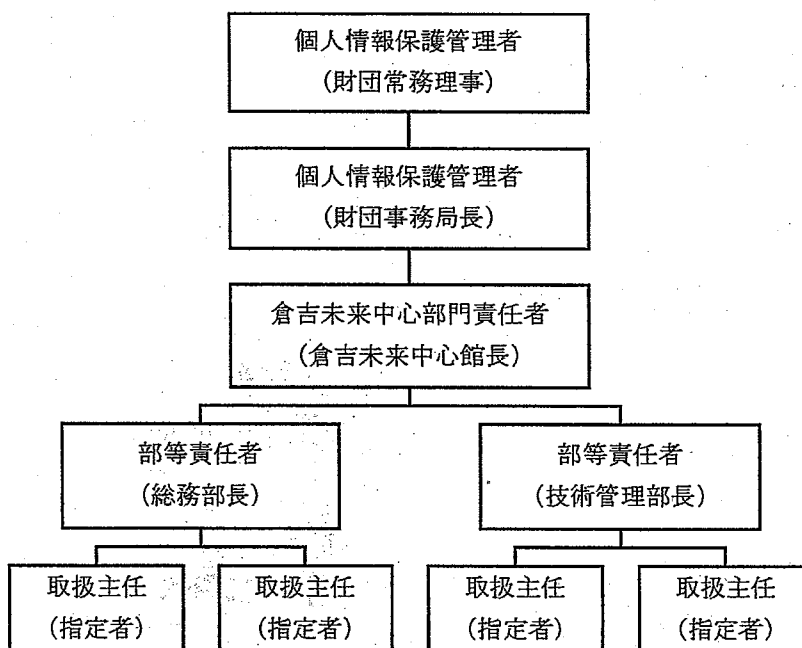 個人情報保護管理者
(財団常務理事)
個人情報保護管理者
(財団事務局長)
倉吉未来中心部門責任者
(倉吉未来中心館長)
部等責任者
(総務部長)
部等責任者
(技術管理部長)
取扱主任
(指定者)
取扱主任
(指定者)
取扱主任
(指定者)
取扱主任
(指定者)